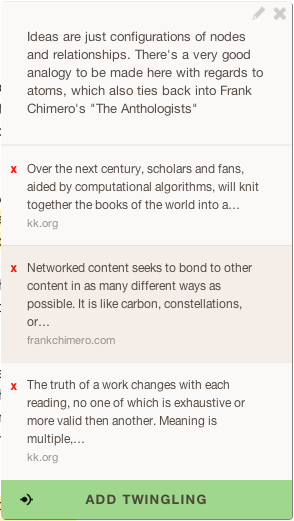 Ideas are just configurations of nodes
and relationships. There's a very good
analogy to be made here with regards to
atoms, which also ties back into Frank
Chimero's "The Anthologists"
x Over the next century, scholars and fans,
aided by computational algorithms, will knit
together the books of the world into a…
kk.org
x Networked content seeks to bond to other
content in as many different ways as
possible. It is like carbon, constellations,
or…
frankchimero.com
x The truth of a work changes with each
reading, no one of which is exhaustive or
more valid then another. Meaning is
multiple,…
kk.org
ADD TWINGLING